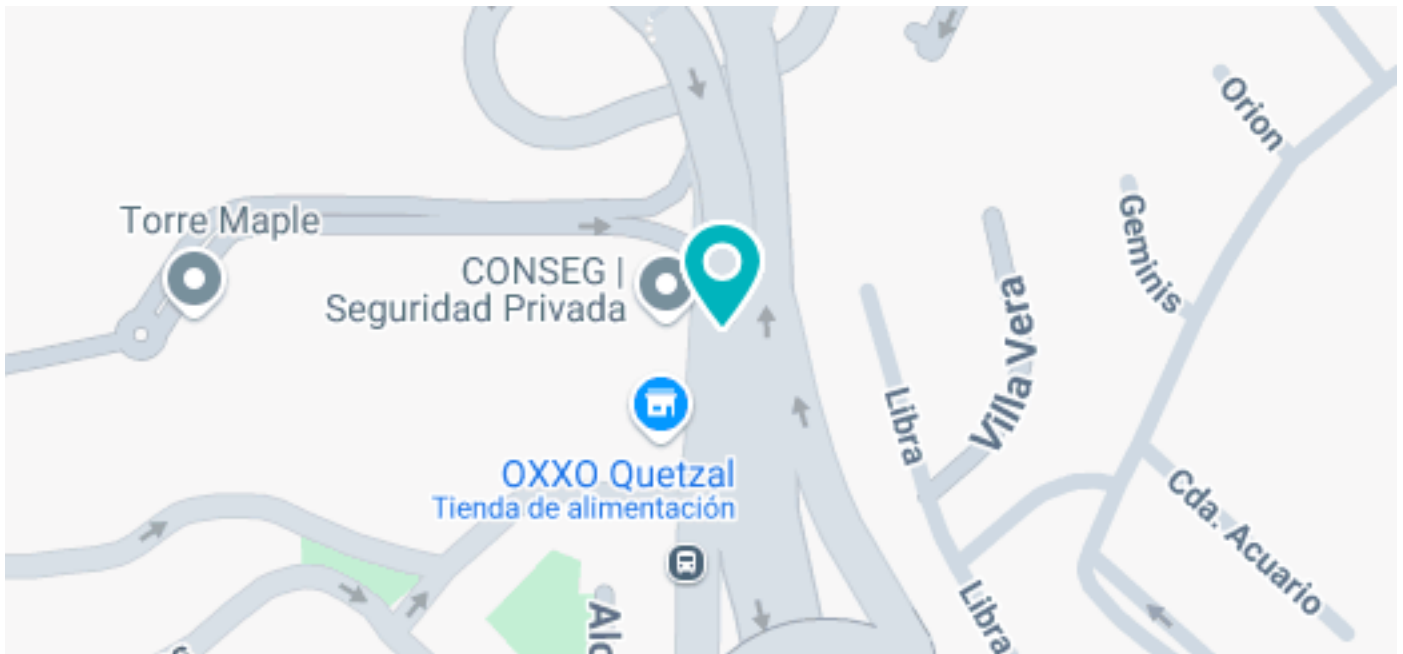 Orion
Torre Maple
Geminis
CONSEG |
Seguridad Privada
Villa Vera
Libra
OXXO Quetzal
Tienda de alimentación
Cda. Acuario
Libra